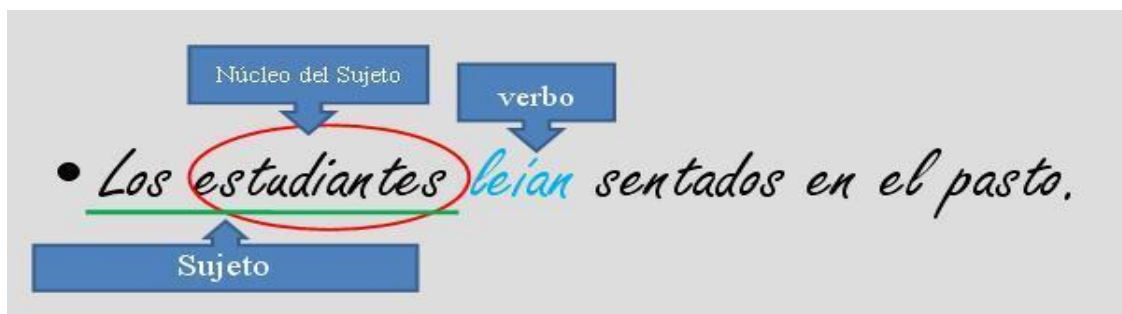 Núcleo del Sujeto
verbo
• Los estudiantes leían sentados en el pasto.
Sujeto